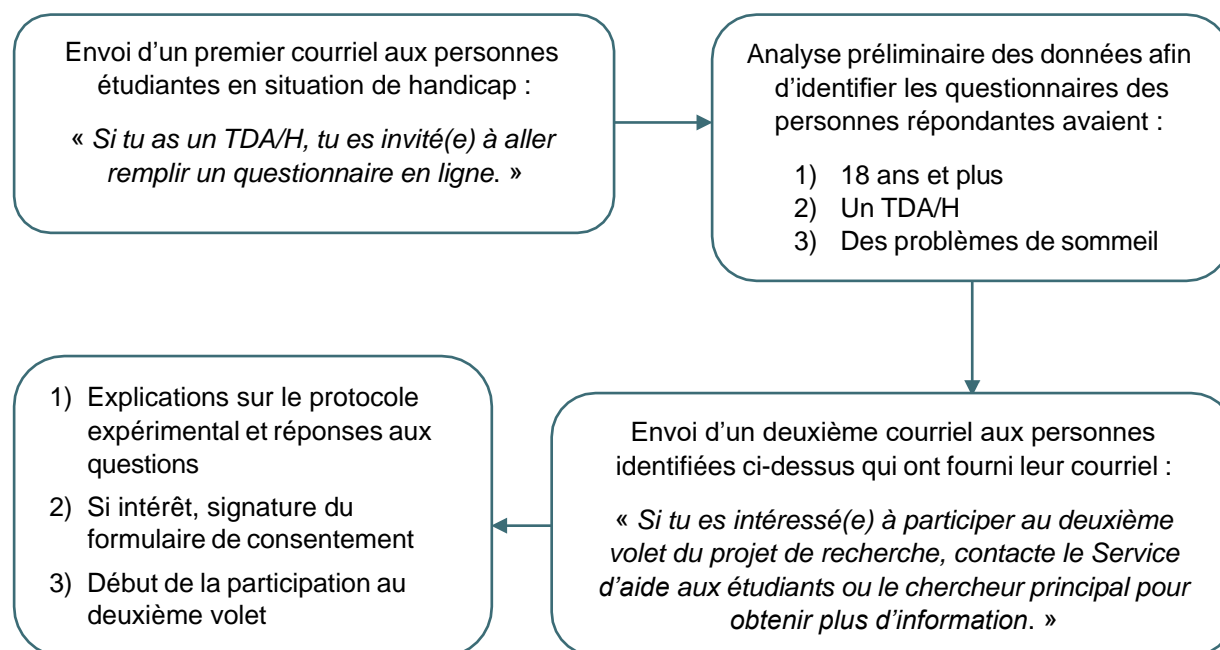 Envoi d’un premier courriel aux personnes
étudiantes en situation de handicap :
« Si tu as un TDA/H, tu es invité(e) à aller
remplir un questionnaire en ligne. »
Analyse préliminaire des données afin
d’identifier les questionnaires des
personnes répondantes avaient :
1) 18 ans et plus
2) Un TDA/H
3) Des problèmes de sommeil
Envoi d’un deuxième courriel aux personnes
identifiées ci-dessus qui ont fourni leur courriel :
« Si tu es intéressé(e) à participer au deuxième
volet du projet de recherche, contacte le Service
d’aide aux étudiants ou le chercheur principal pour
obtenir plus d’information. »
1) Explications sur le protocole
expérimental et réponses aux
questions
2) Si intérêt, signature du
formulaire de consentement
3) Début de la participation au
deuxième volet